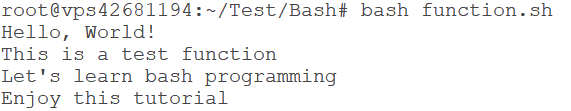 root@vps42681194:~/Test/Bash# bash function.sh
Hello, World!
This is a test function
Let's learn bash programming
Enjoy this tutorial